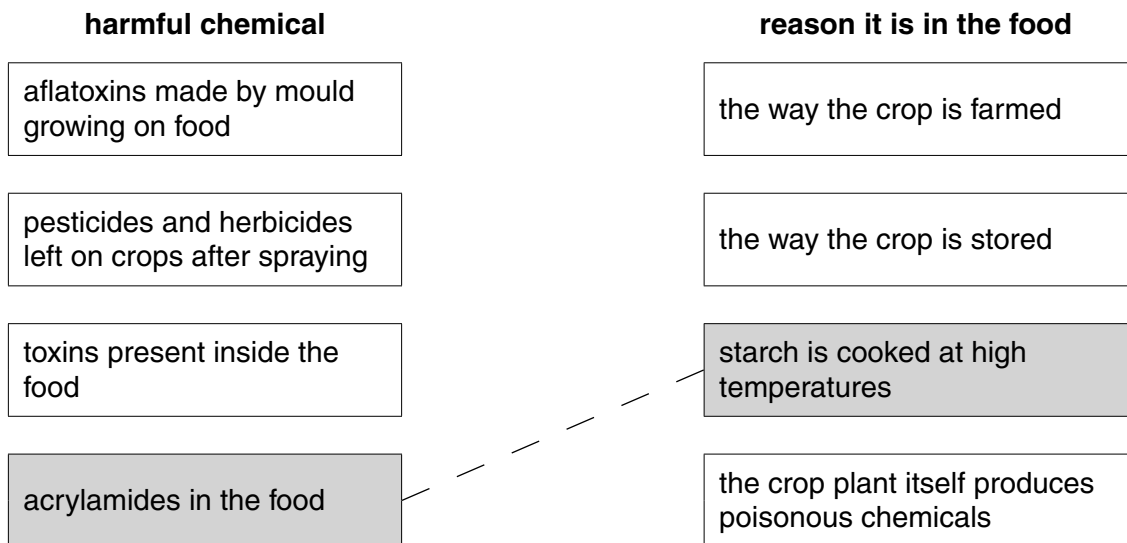 harmful chemical
reason it is in the food
aflatoxins made by mould
growing on food
the way the crop is farmed
pesticides and herbicides
left on crops after spraying
the way the crop is stored
toxins present inside the
food
starch is cooked at high
temperatures
acrylamides in the food
the crop plant itself produces
poisonous chemicals